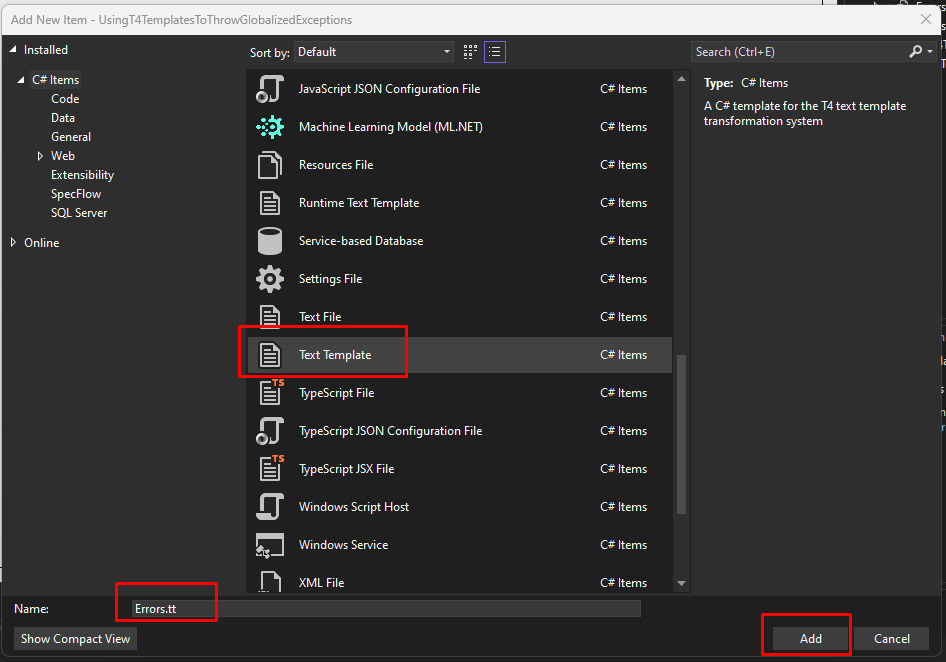 Add New Item - UsingT4TemplatesToThrowGlobalizedExceptions
Installed
C# Items
Code
Data
General
Web
Extensibility
SpecFlow
SQL Server
Online
Sort by: Default
JavaScript JSON Configuration File C# Items
Machine Learning Model (ML.NET) C# Items
Resources File C# Items
Runtime Text Template C# Items
Service-based Database C# Items
Settings File C# Items
Text File C# Items
Text Template C# Items
TS
TypeScript File C# Items
TypeScript JSON Configuration File C# Items
TS
TypeScript JSX File C# Items
Windows Script Host C# Items
Windows Service C# Items
XML File C# Items
Search (Ctrl+E)
Type: C# Items
A C# template for the T4 text template
transformation system
Name: Errors.tt
Show Compact View
Add
Cancel